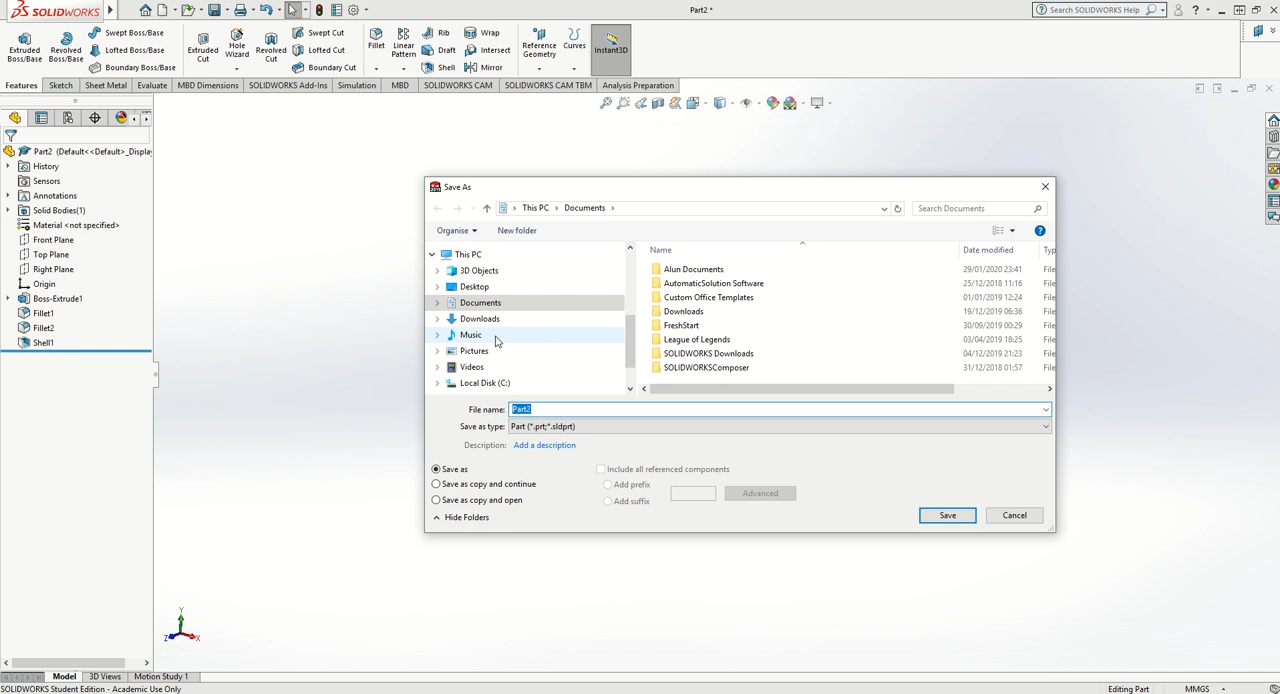 SOLIDWORKS
Part2 *
Search SOLIDWORKS Help
Extruded Boss/Base
Revolved Boss/Base
Swept Boss/Base
Lofted Boss/Base
Boundary Boss/Base
Extruded Cut
Hole Wizard
Revolved Cut
Swept Cut
Lofted Cut
Boundary Cut
Fillet
Linear Pattern
Rib
Draft
Shell
Wrap
Intersect
Mirror
Reference Geometry
Curves
Instant3D
Features
Sketch
Sheet Metal
Evaluate
MBD Dimensions
SOLIDWORKS Add-Ins
Simulation
MBD
SOLIDWORKS CAM
SOLIDWORKS CAM TBM
Analysis Preparation
Part2 (Default<<Default>_Displa
History
Sensors
Annotations
Solid Bodies(1)
Material <not specified>
Front Plane
Top Plane
Right Plane
Origin
Boss-Extrude1
Fillet1
Fillet2
Shell1
Save As
This PC > Documents >
Search Documents
Organise
New folder
This PC
3D Objects
Desktop
Documents
Downloads
Music
Pictures
Videos
Local Disk (C:)
Name Date modified Typ
Alun Documents 29/01/2020 23:41 File
AutomaticSolution Software 25/12/2018 11:16 File
Custom Office Templates 01/01/2019 12:24 File
Downloads 19/12/2019 06:36 File
FreshStart 30/09/2019 00:29 File
League of Legends 03/04/2019 18:25 File
SOLIDWORKS Downloads 04/12/2019 21:23 File
SOLIDWORKSComposer 31/12/2018 01:57 File
File name: Part2
Save as type: Part (*.prt;*.sldprt)
Description: Add a description
Save as
Save as copy and continue
Save as copy and open
Include all referenced components
Add prefix
Add suffix
Advanced
Hide Folders
Save
Cancel
Y
Z
X
Model
3D Views
Motion Study 1
SOLIDWORKS Student Edition - Academic Use Only
Editing Part
MMGS